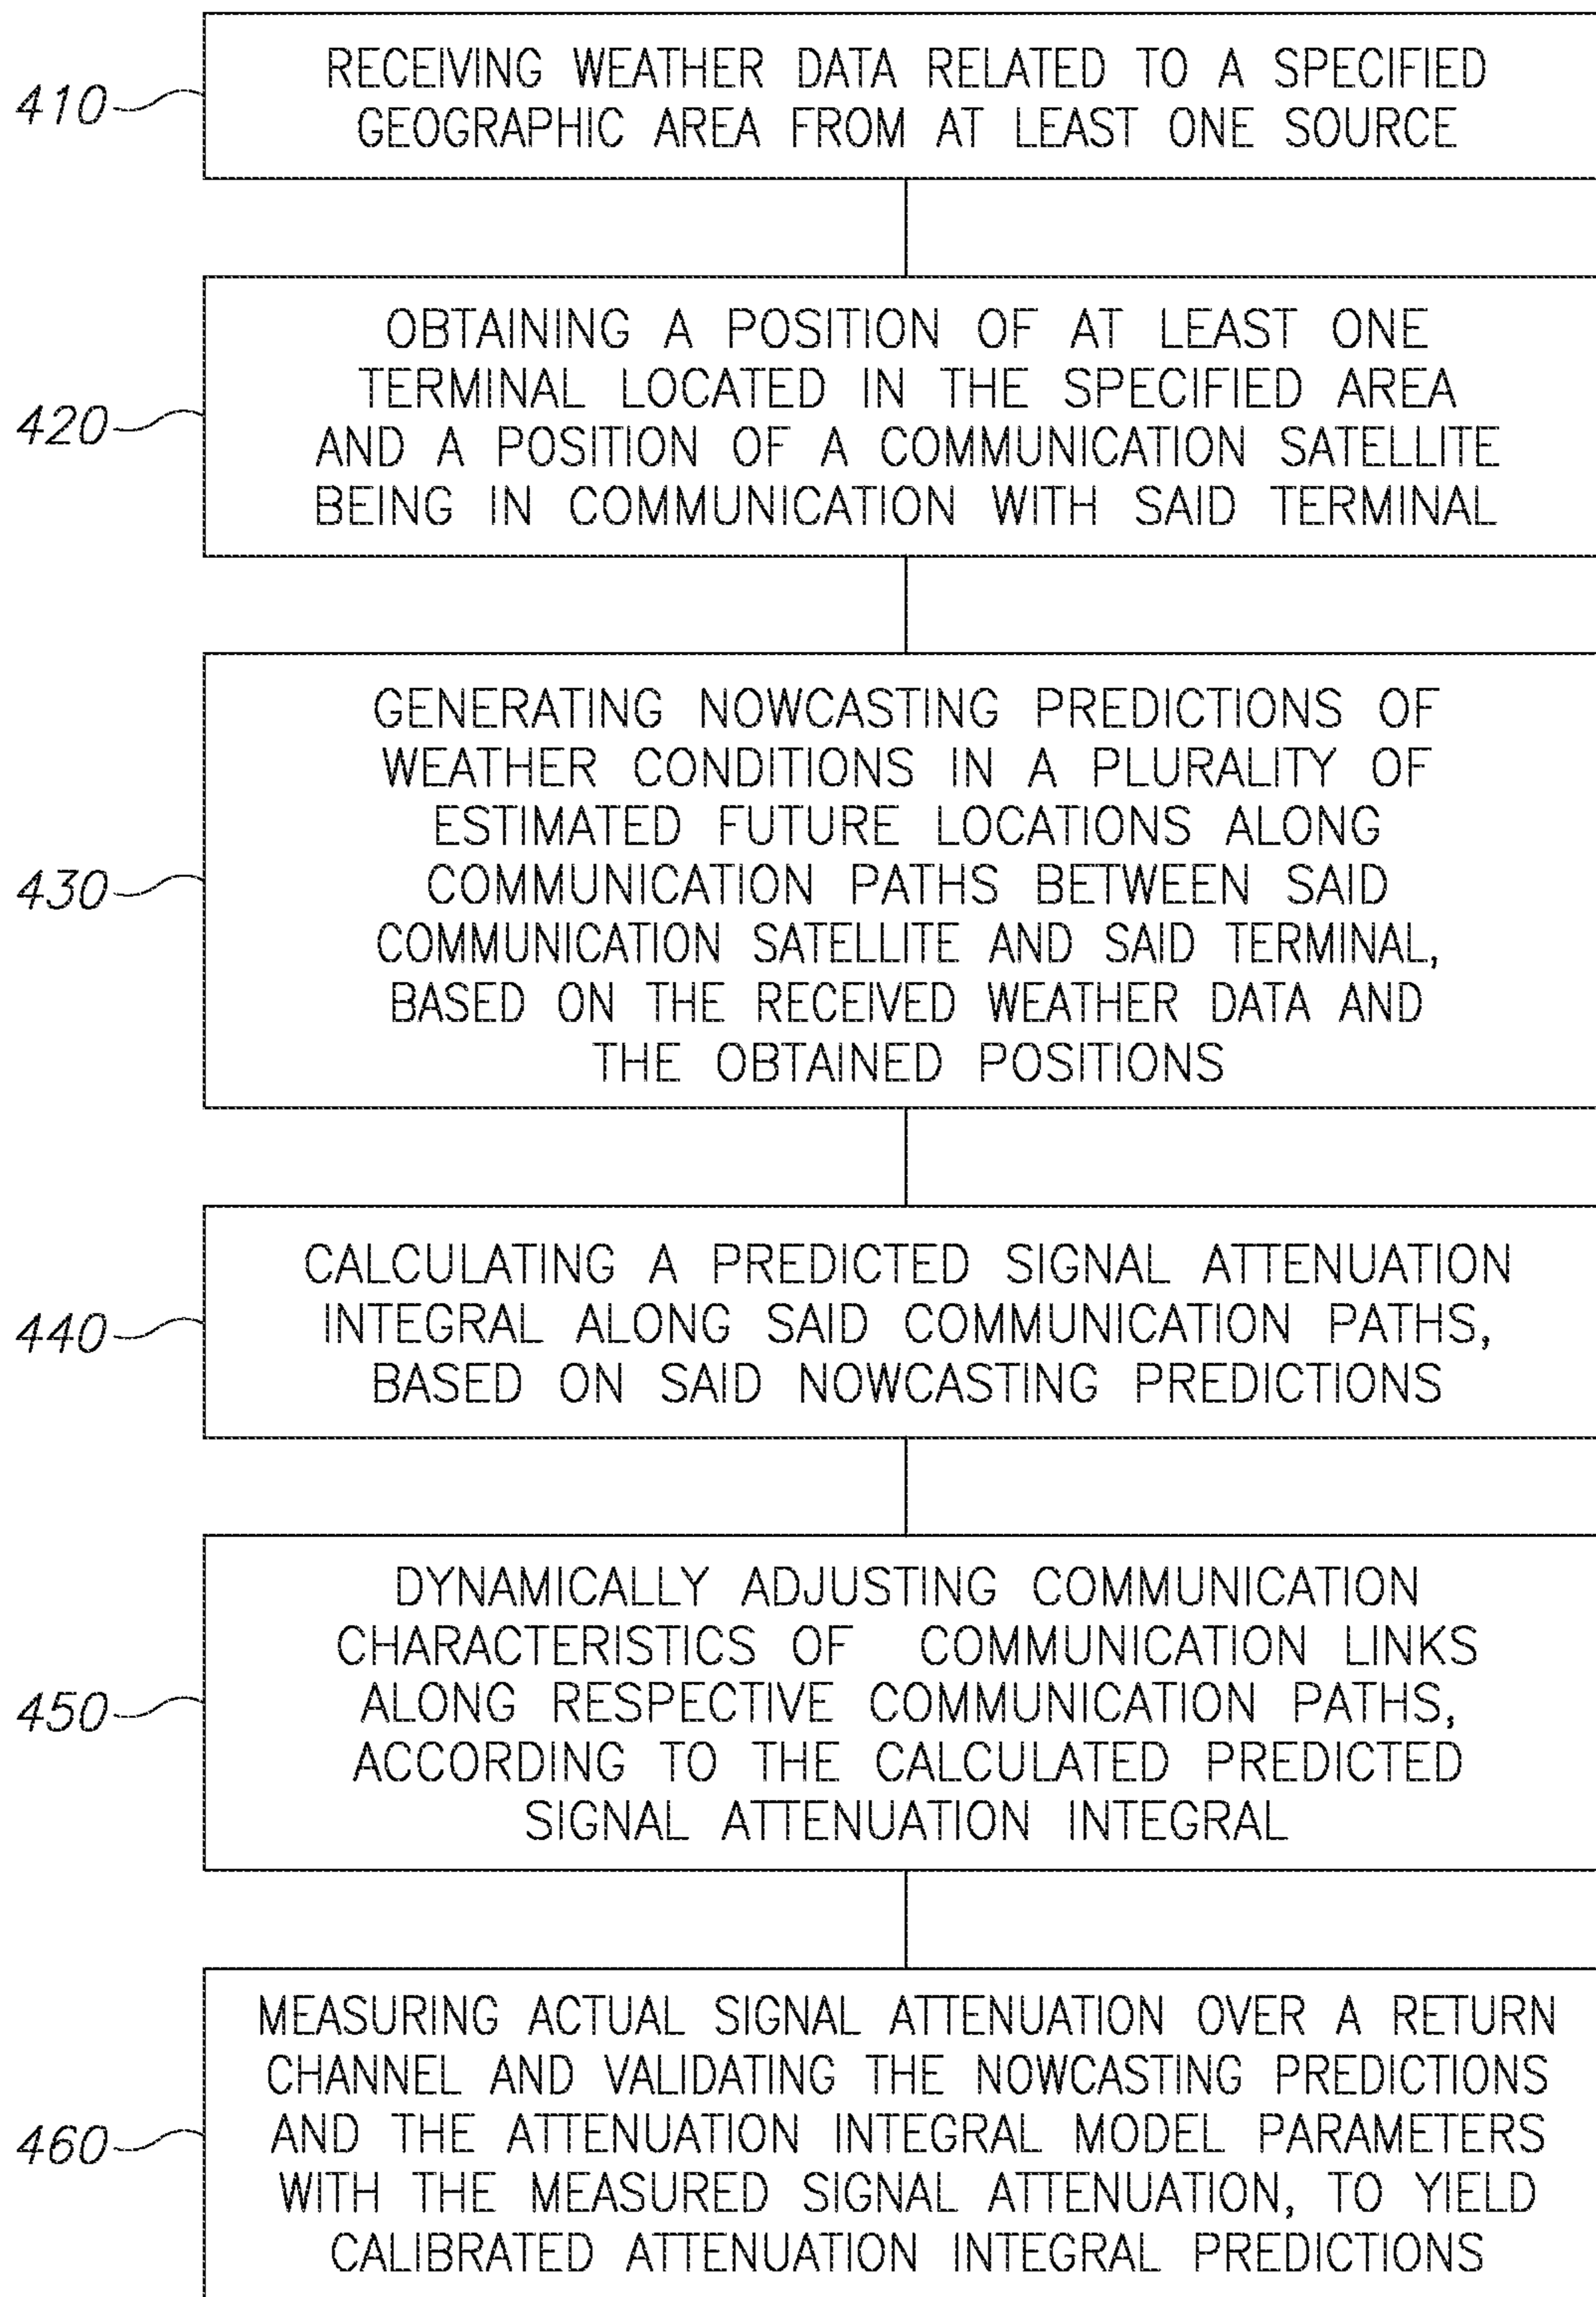 410
RECEIVING WEATHER DATA RELATED TO A SPECIFIED
GEOGRAPHIC AREA FROM AT LEAST ONE SOURCE
420
OBTAINING A POSITION OF AT LEAST ONE
TERMINAL LOCATED IN THE SPECIFIED AREA
AND A POSITION OF A COMMUNICATION SATELLITE
BEING IN COMMUNICATION WITH SAID TERMINAL
430
GENERATING NOWCASTING PREDICTIONS OF
WEATHER CONDITIONS IN A PLURALITY OF
ESTIMATED FUTURE LOCATIONS ALONG
COMMUNICATION PATHS BETWEEN SAID
COMMUNICATION SATELLITE AND SAID TERMINAL,
BASED ON THE RECEIVED WEATHER DATA AND
THE OBTAINED POSITIONS
440
CALCULATING A PREDICTED SIGNAL ATTENUATION
INTEGRAL ALONG SAID COMMUNICATION PATHS,
BASED ON SAID NOWCASTING PREDICTIONS
450
DYNAMICALLY ADJUSTING COMMUNICATION
CHARACTERISTICS OF COMMUNICATION LINKS
ALONG RESPECTIVE COMMUNICATION PATHS,
ACCORDING TO THE CALCULATED PREDICTED
SIGNAL ATTENUATION INTEGRAL
460
MEASURING ACTUAL SIGNAL ATTENUATION OVER A RETURN
CHANNEL AND VALIDATING THE NOWCASTING PREDICTIONS
AND THE ATTENUATION INTEGRAL MODEL PARAMETERS
WITH THE MEASURED SIGNAL ATTENUATION, TO YIELD
CALIBRATED ATTENUATION INTEGRAL PREDICTIONS